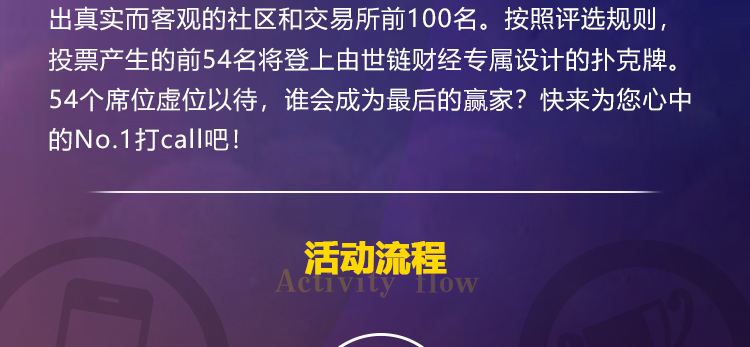 出真实而客观的社区和交易所前100名。按照评选规则，
投票产生的前54名将登上由世链财经专属设计的扑克牌。
54个席位虚位以待，谁会成为最后的赢家？快来为您心中
的No.1打call吧！
活动流程
Activity flow